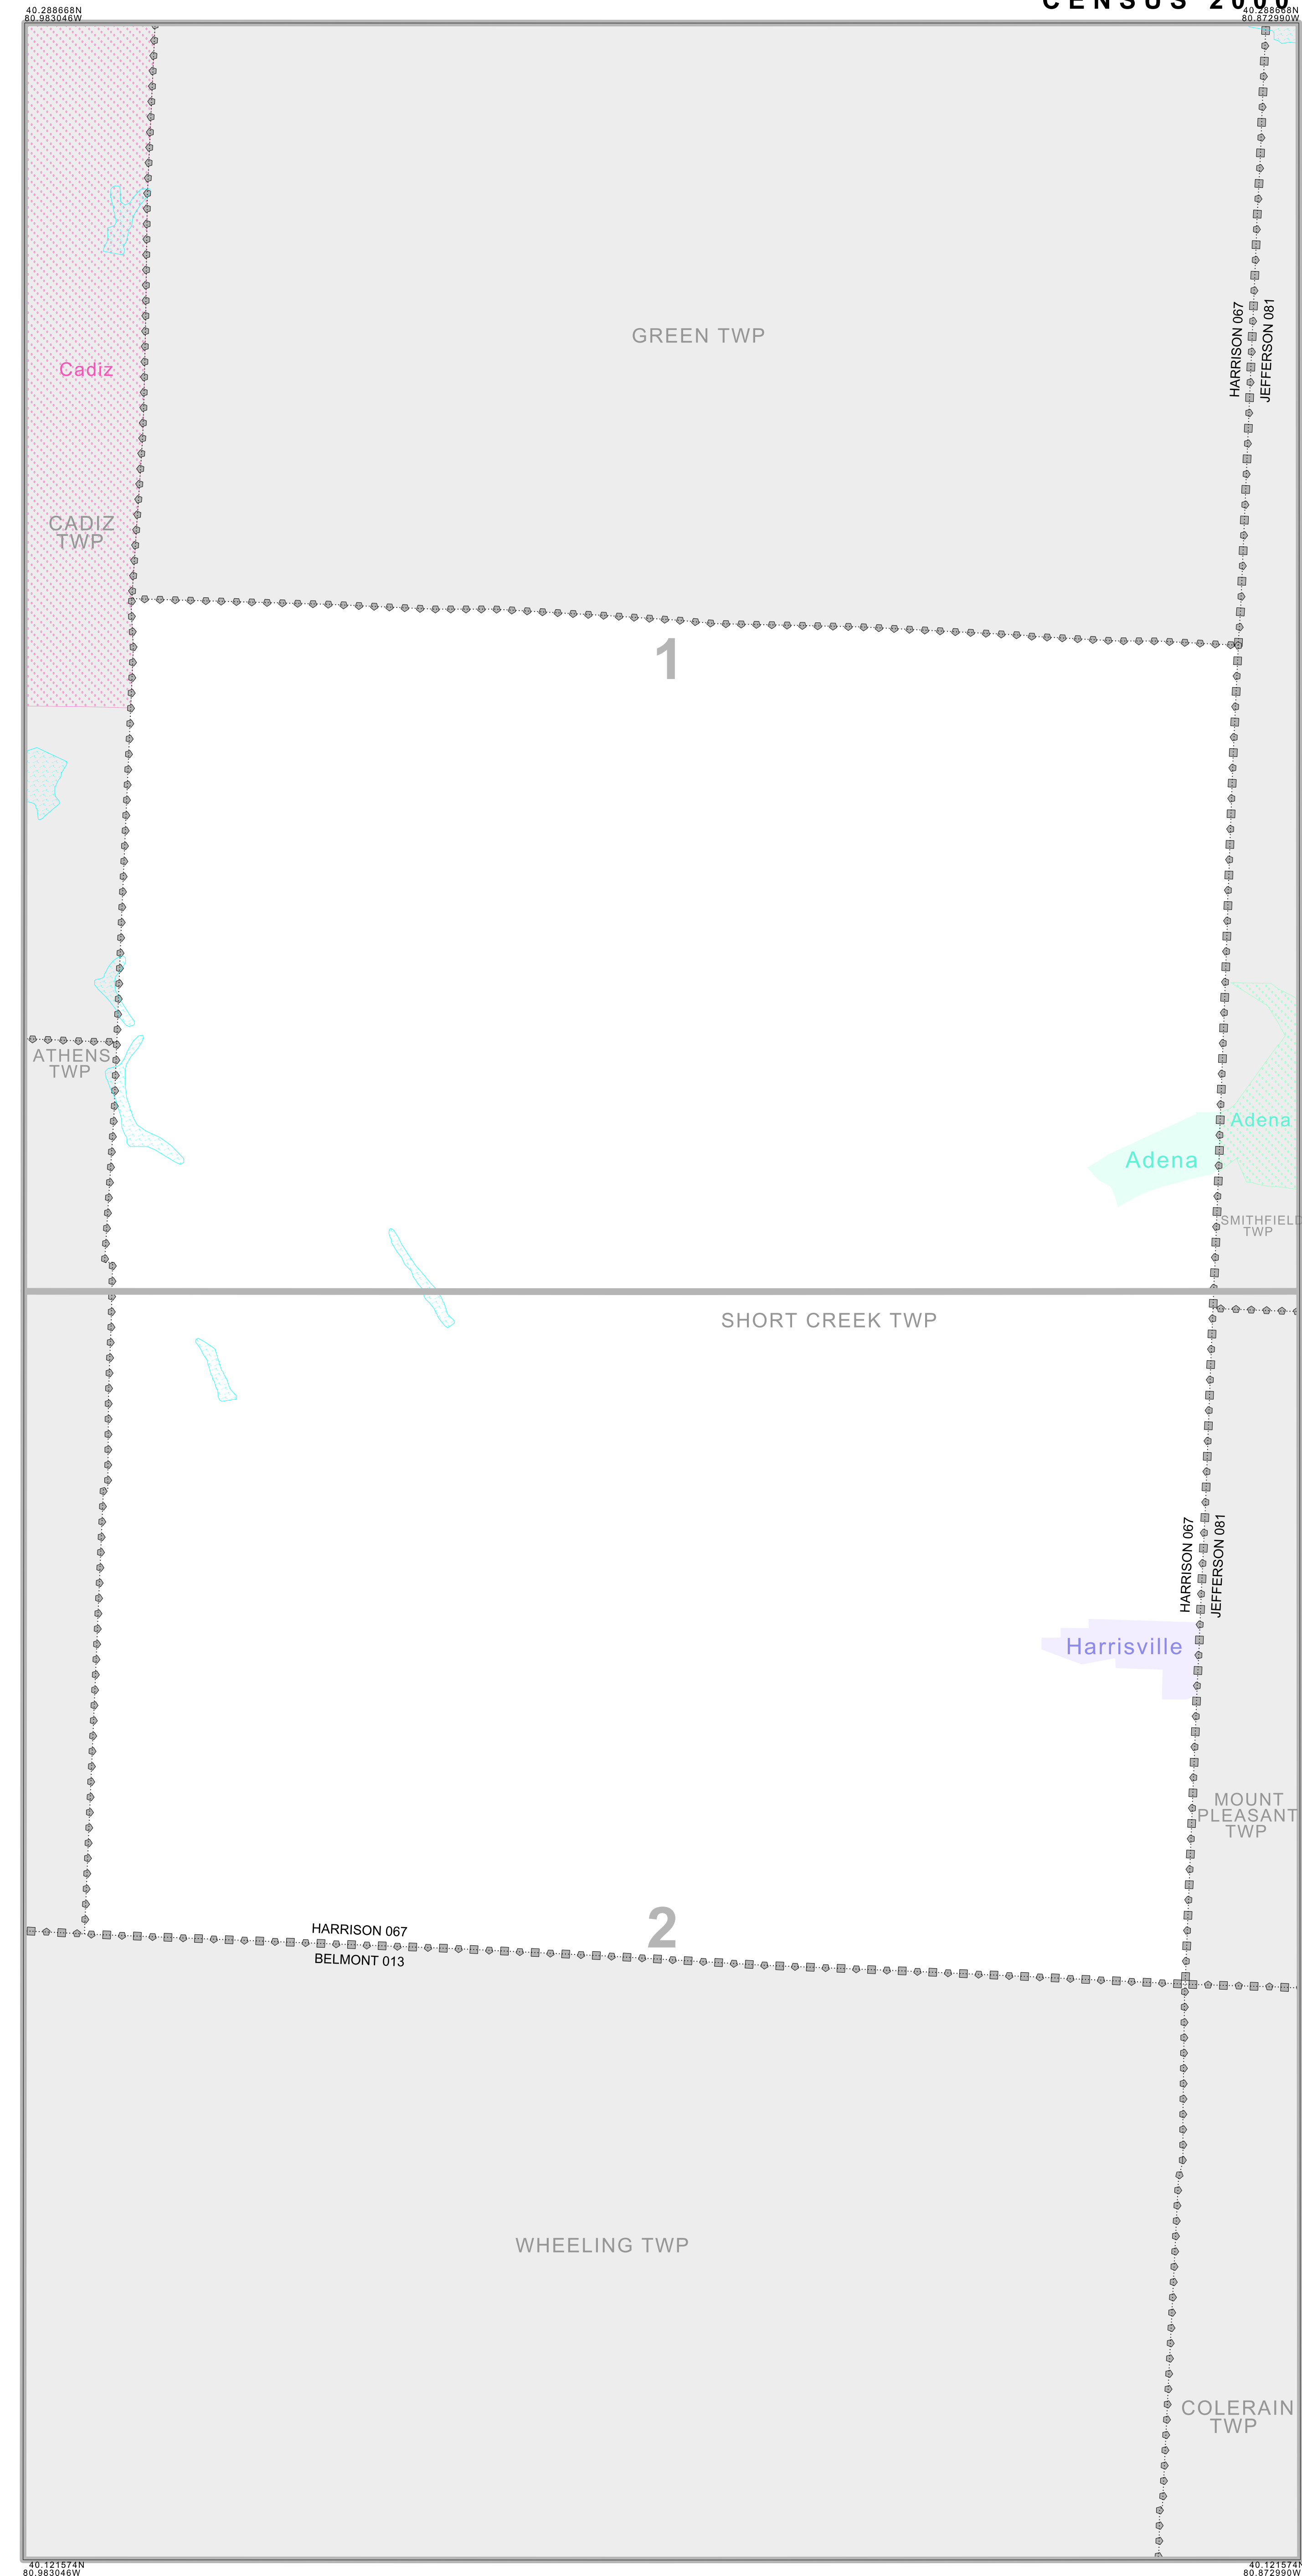 CENSUS 2000
40.288668N
80.983046W
40.288668N
80.872990W
GREEN TWP
HARRISON 067
JEFFERSON 081
Cadiz
CADIZ
TWP
1
ATHENS
TWP
Adena
Adena
SMITHFIELD
TWP
SHORT CREEK TWP
HARRISON 067
JEFFERSON 081
Harrisville
MOUNT
PLEASANT
TWP
2
HARRISON 067
BELMONT 013
WHEELING TWP
COLERAIN
TWP
40.121574N
80.983046W
40.121574N
80.872990W